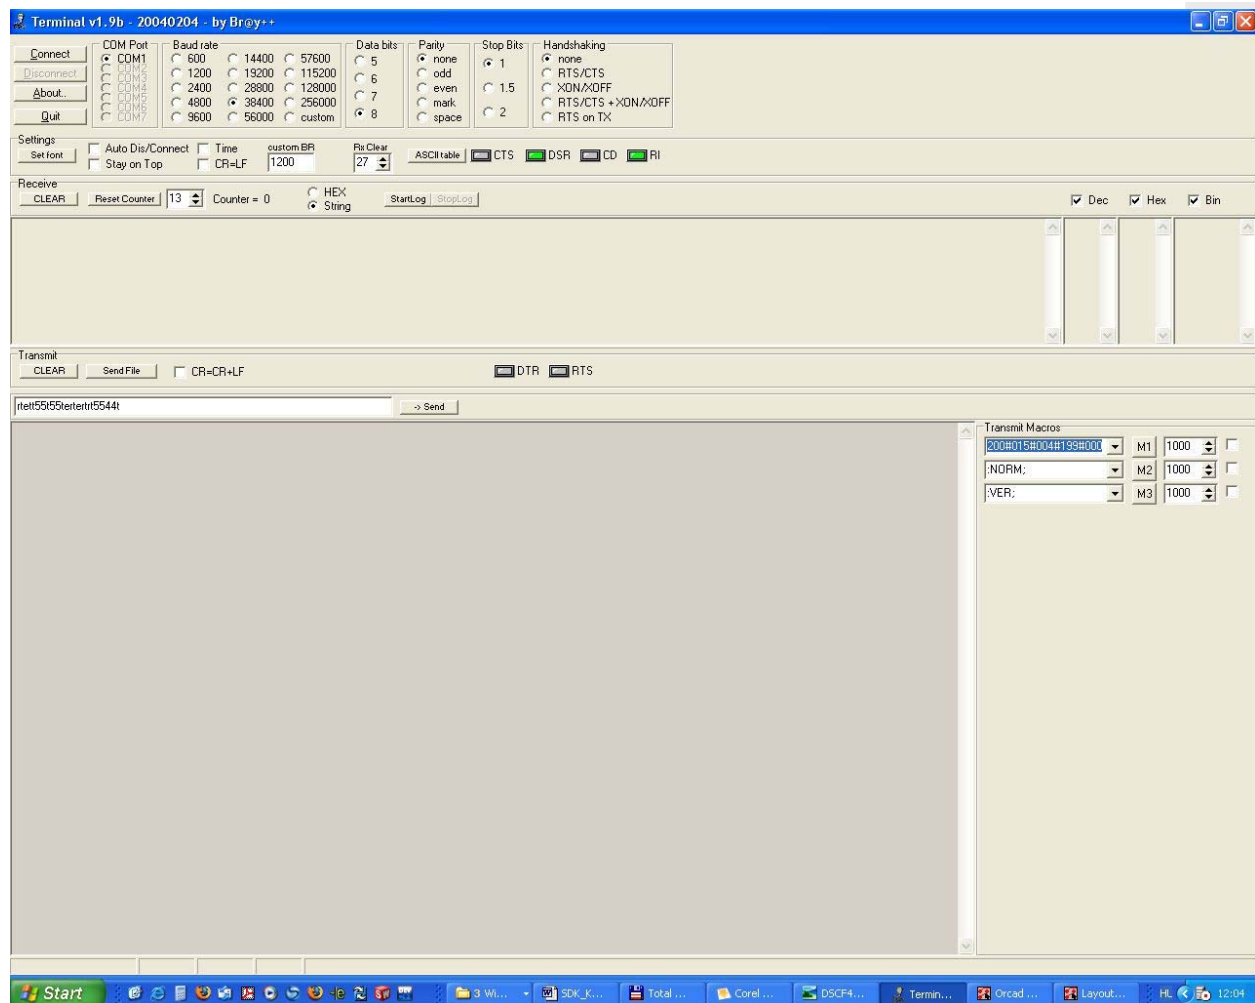 Terminal v1.9b - 20040204 - by Br@y++
Connect
Disconnect
About..
Quit
COM Port
COM1
COM2
COM3
COM4
COM5
COM6
COM7
Baud rate
600 14400 57600
1200 19200 115200
2400 28800 128000
4800 38400 256000
9600 56000 custom
Data bits
5
6
7
8
Parity
none
odd
even
mark
space
Stop Bits
1
1.5
2
Handshaking
none
RTS/CTS
XON/XOFF
RTS/CTS + XON/XOFF
RTS on TX
Settings
Set font
Auto Dis/Connect
Stay on Top
Time
CR=LF
custom BR
1200
Rx Clear
27
ASCII table
CTS DSR CD RI
Receive
CLEAR Reset Counter 13 Counter = 0
HEX
String
StartLog StopLog
Dec Hex Bin
Transmit
CLEAR Send File CR=CR+LF DTR RTS
-> Send
Transmit Macros
200#015#004#199#000 M1 1000
:NORM; M2 1000
:VER; M3 1000
Start 3 Wi... SDK_K... Total ... Corel ... DSCF4... Termin... Orcad ... Layout... HL 12:04